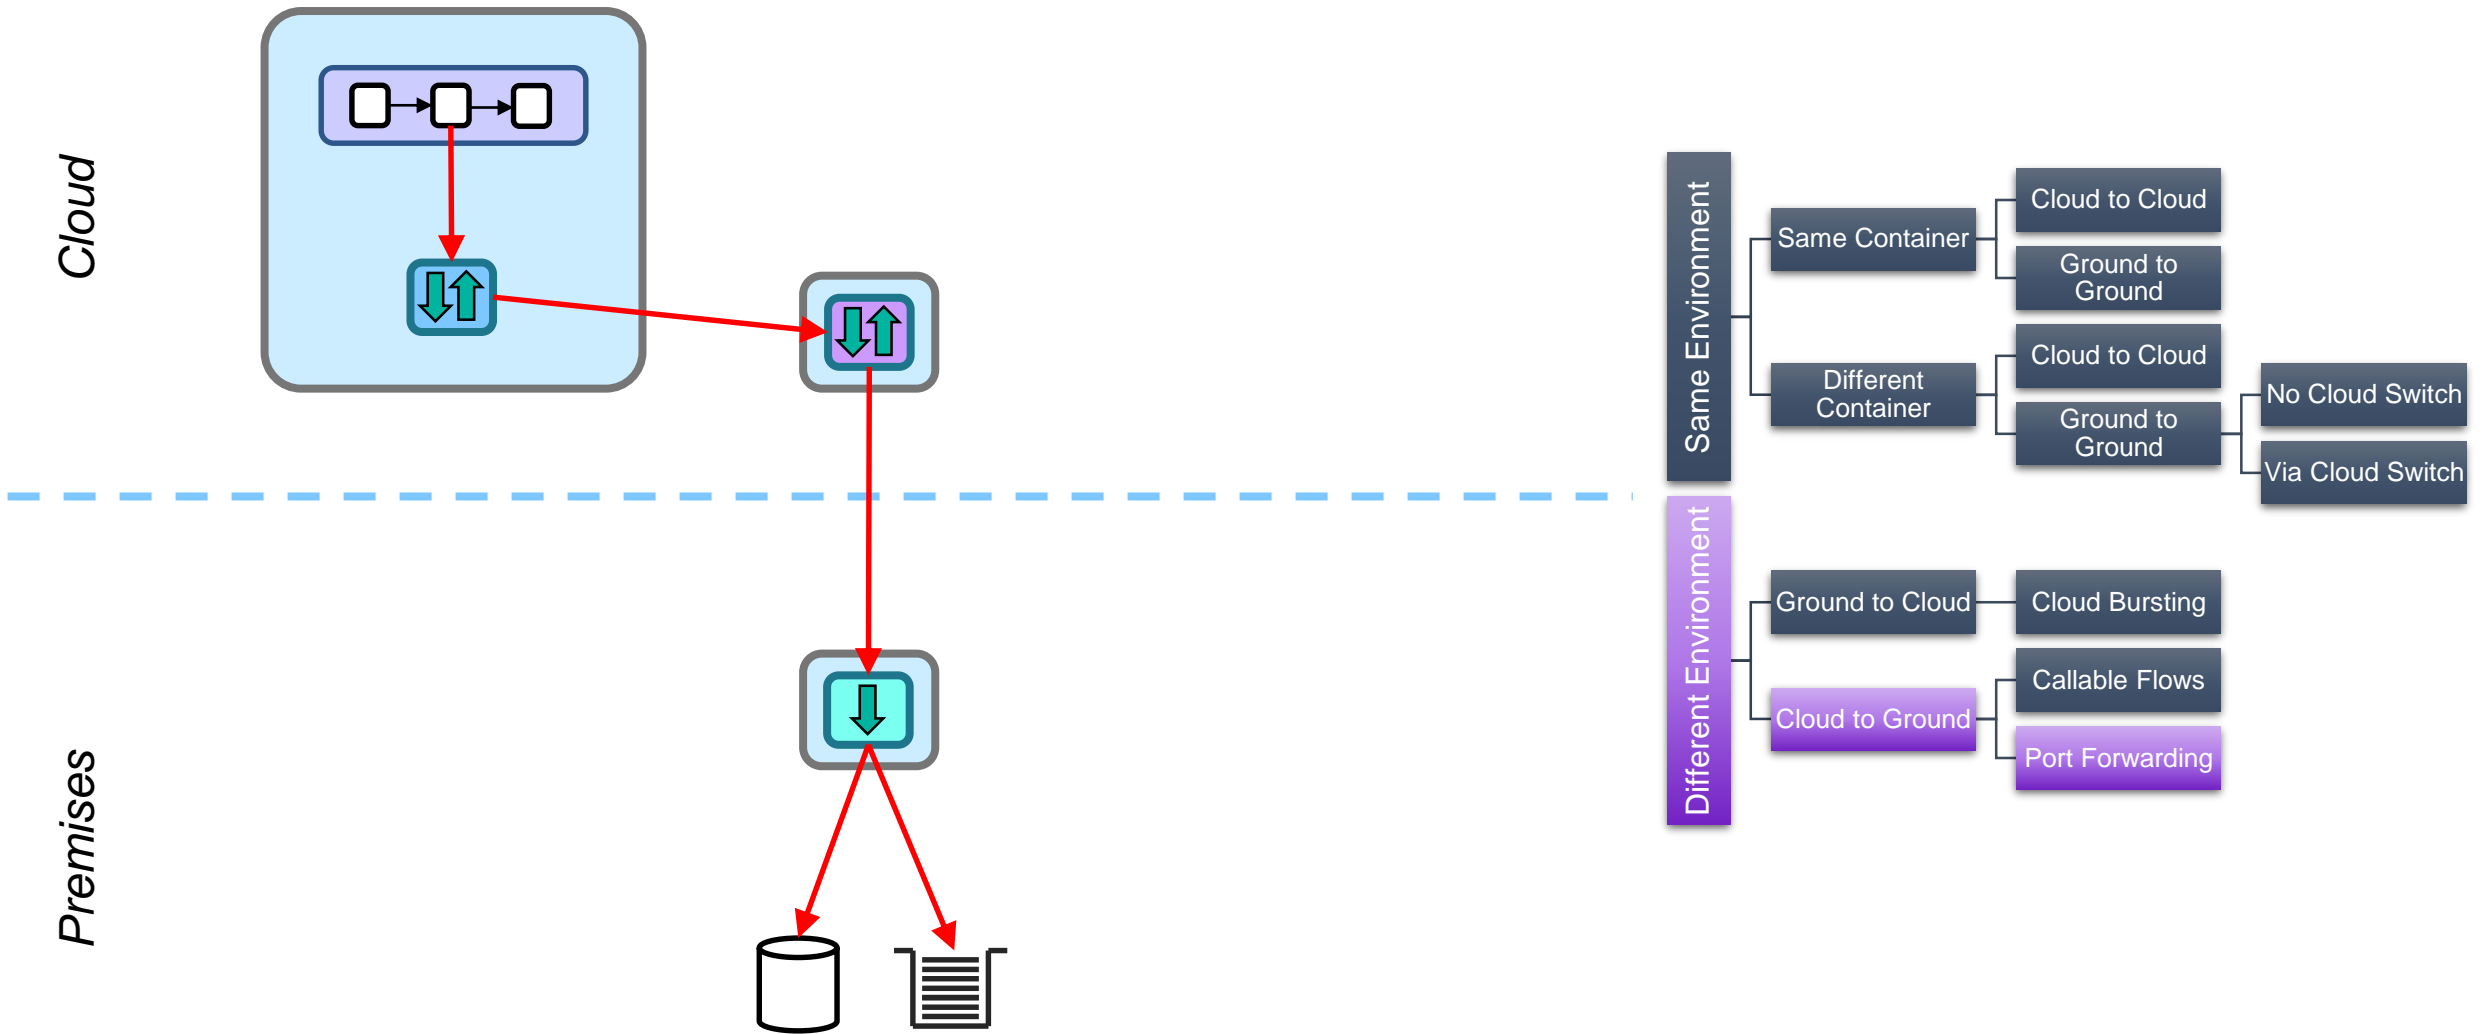 Cloud
Premises
Same Environment
Same Container
Cloud to Cloud
Ground to
Ground
Different
Container
Cloud to Cloud
Ground to
Ground
No Cloud Switch
Via Cloud Switch
Different Environment
Ground to Cloud
Cloud Bursting
Cloud to Ground
Callable Flows
Port Forwarding